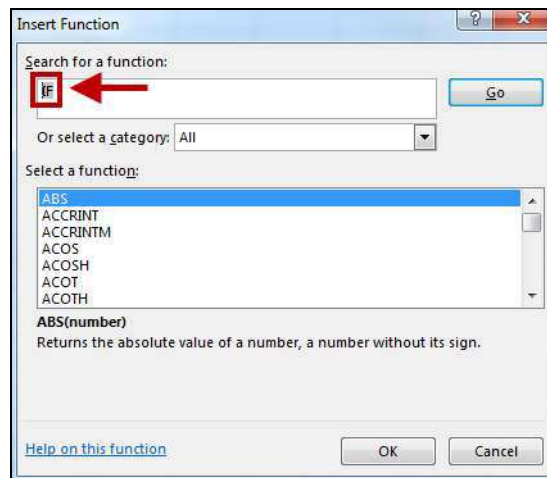 Insert Function
?
X
Search for a function:
IF
Go
Or select a category: All
Select a function:
ABS
ACCRINT
ACCRINTM
ACOS
ACOSH
ACOT
ACOTH
ABS(number)
Returns the absolute value of a number, a number without its sign.
Help on this function
OK
Cancel